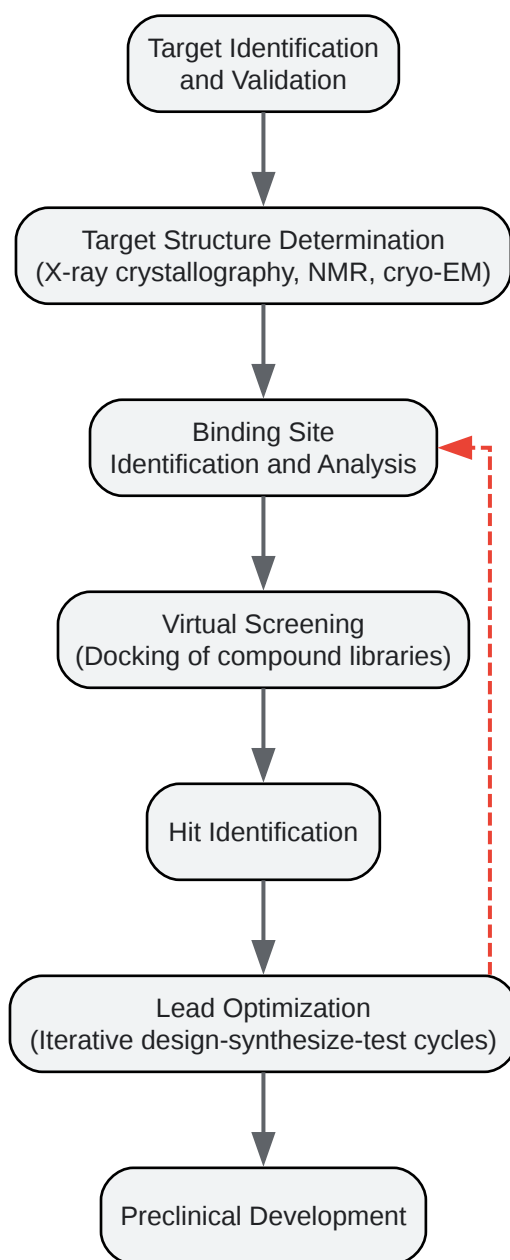 Target Identification
and Validation
Target Structure Determination
(X-ray crystallography, NMR, cryo-EM)
Binding Site
Identification and Analysis
Virtual Screening
(Docking of compound libraries)
Hit Identification
Lead Optimization
(Iterative design-synthesize-test cycles)
Preclinical Development